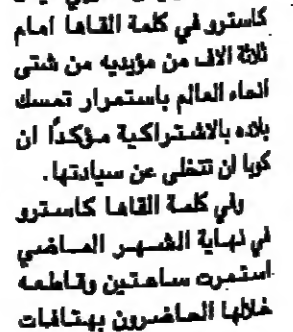 كاسترو في كلمة القاها امام
ثلاثة الاف من مؤيديه من شتى
انحاء العالم باستمرار تمسك
بلاده بالاشتراكية مؤكدًا ان
كوبا لن تتخلى عن سيادتها.
وفي كلمة القاها كاسترو
في نهاية الشهر الماضي
استمرت ساعتين وقاطعه
خلالها الحاضرون بهتافات